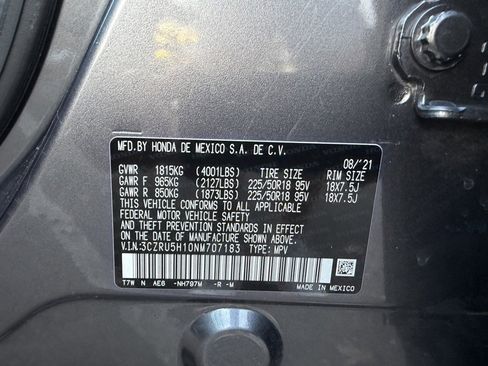 MFD.BY HONDA DE MEXICO S.A. DE C.V.
08/'21
GVWR 1815KG (4001LBS) TIRE SIZE RIM SIZE
GAWR F 965KG (2127LBS) 225/50R18 95V 18X7.5J
GAWR R 850KG (1873LBS) 225/50R18 95V 18X7.5J
THIS VEHICLE CONFORMS TO ALL APPLICABLE
FEDERAL MOTOR VEHICLE SAFETY
AND THEFT PREVENTION STANDARDS IN EFFECT
ON THE DATE OF MANUFACTURE SHOWN ABOVE.
V.I.N:3CZRU5H10NM707183 TYPE: MPV
T7W N AE6 -NH797M -R -M
MADE IN MEXICO